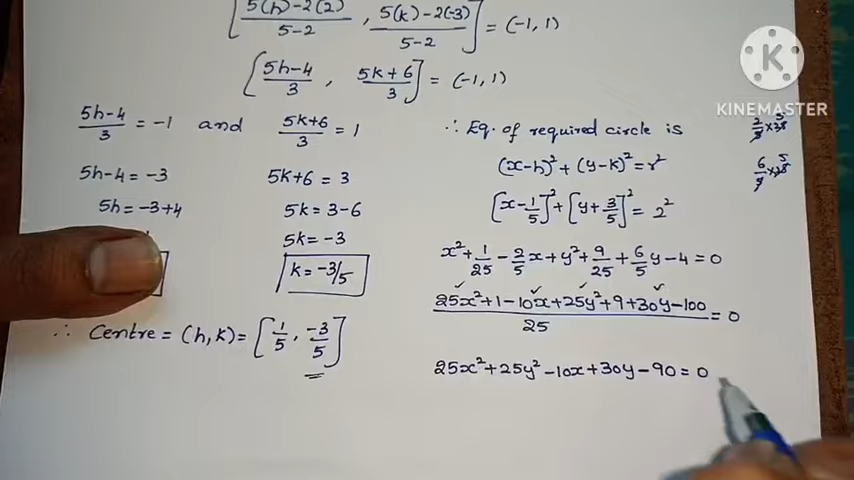 [5(h)-2(2)/5-2 , 5(k)-2(-3)/5-2] = (-1, 1)
[5h-4/3 , 5k+6/3] = (-1, 1)
5h-4/3 = -1 and 5k+6/3 = 1
5h-4 = -3 5k+6 = 3
5h = -3+4 5k = 3-6
5k = -3
k = -3/5
∴ Centre = (h, k) = [1/5, -3/5]
∴ Eq. of required circle is
(x-h)²+(y-k)² = r²
[x-1/5]²+[y+3/5]² = 2²
x²+1/25-2/5x+y²+9/25+6/5y-4=0
25x²+1-10x+25y²+9+30y-100/25 = 0
25x²+25y²-10x+30y-90=0
K
KINEMASTER